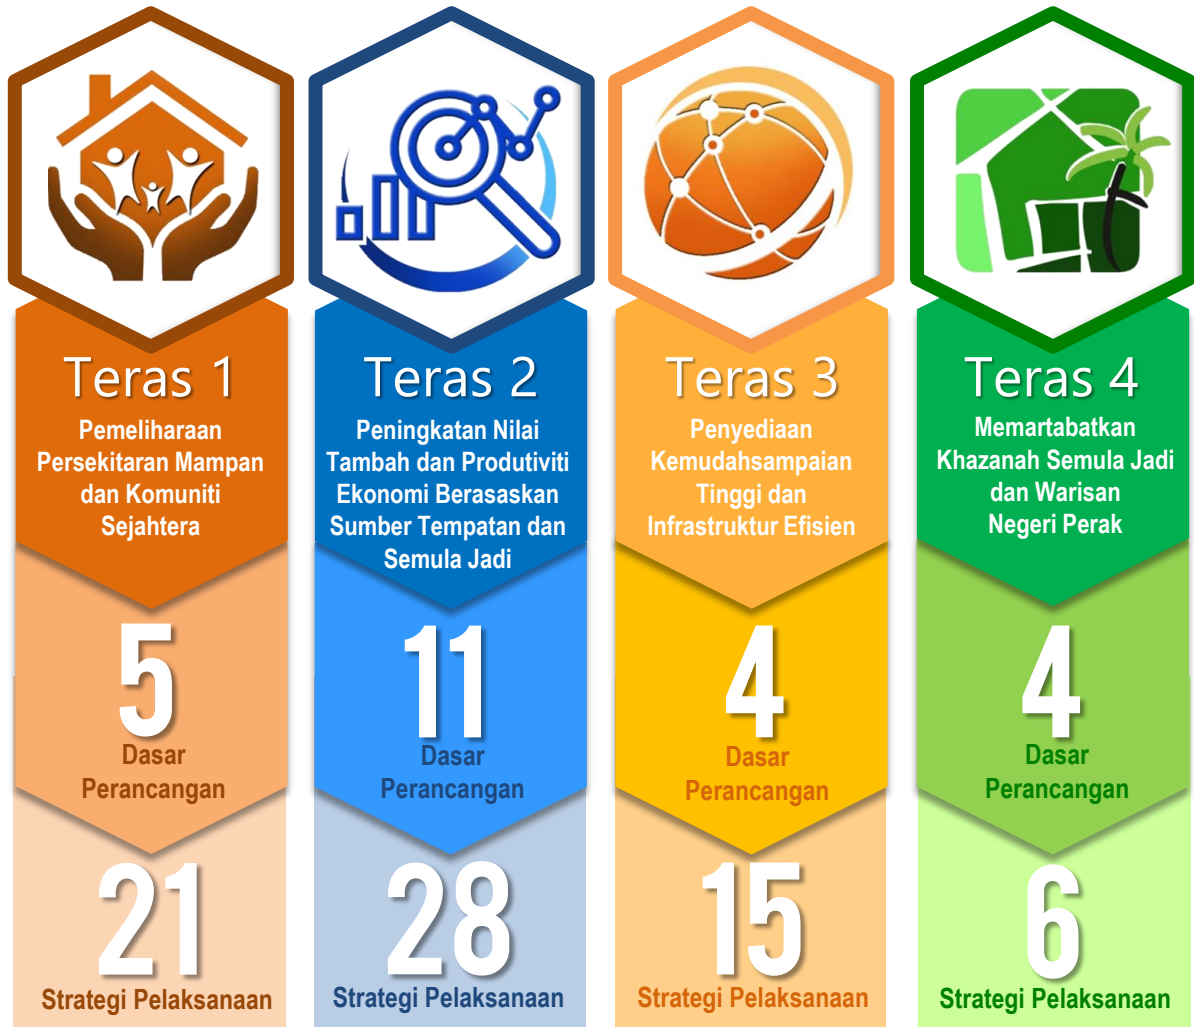 Teras 1
Pemeliharaan
Persekitaran Mampan
dan Komuniti
Sejahtera
5
Dasar
Perancangan
21
Strategi Pelaksanaan
Teras 2
Peningkatan Nilai
Tambah dan Produtiviti
Ekonomi Berasaskan
Sumber Tempatan dan
Semula Jadi
11
Dasar
Perancangan
28
Strategi Pelaksanaan
Teras 3
Penyediaan
Kemudahsampaian
Tinggi dan
Infrastruktur Efisien
4
Dasar
Perancangan
15
Strategi Pelaksanaan
Teras 4
Memartabatkan
Khazanah Semula Jadi
dan Warisan
Negeri Perak
4
Dasar
Perancangan
6
Strategi Pelaksanaan